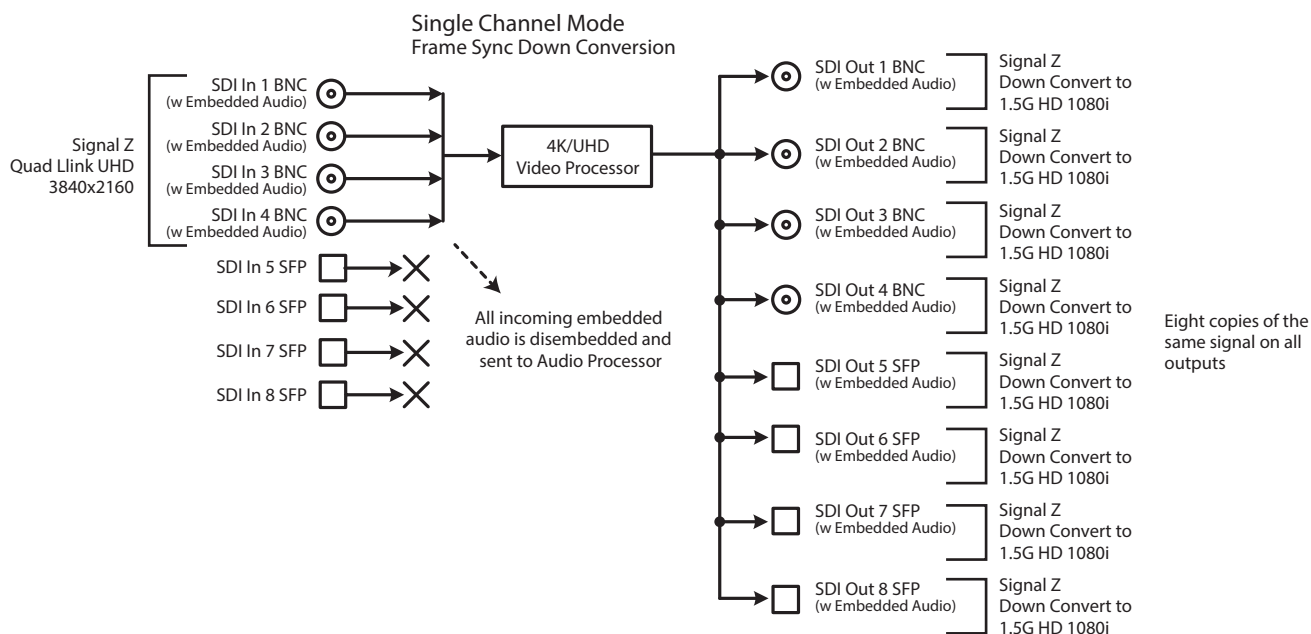 Single Channel Mode
Frame Sync Down Conversion
Signal Z
Quad Llink UHD
3840x2160
SDI In 1 BNC
(w Embedded Audio)
SDI In 2 BNC
(w Embedded Audio)
SDI In 3 BNC
(w Embedded Audio)
SDI In 4 BNC
(w Embedded Audio)
SDI In 5 SFP
SDI In 6 SFP
SDI In 7 SFP
SDI In 8 SFP
All incoming embedded
audio is disembedded and
sent to Audio Processor
4K/UHD
Video Processor
SDI Out 1 BNC
(w Embedded Audio)
Signal Z
Down Convert to
1.5G HD 1080i
SDI Out 2 BNC
(w Embedded Audio)
Signal Z
Down Convert to
1.5G HD 1080i
SDI Out 3 BNC
(w Embedded Audio)
Signal Z
Down Convert to
1.5G HD 1080i
SDI Out 4 BNC
(w Embedded Audio)
Signal Z
Down Convert to
1.5G HD 1080i
SDI Out 5 SFP
(w Embedded Audio)
Signal Z
Down Convert to
1.5G HD 1080i
SDI Out 6 SFP
(w Embedded Audio)
Signal Z
Down Convert to
1.5G HD 1080i
SDI Out 7 SFP
(w Embedded Audio)
Signal Z
Down Convert to
1.5G HD 1080i
SDI Out 8 SFP
(w Embedded Audio)
Signal Z
Down Convert to
1.5G HD 1080i
Eight copies of the
same signal on all
outputs